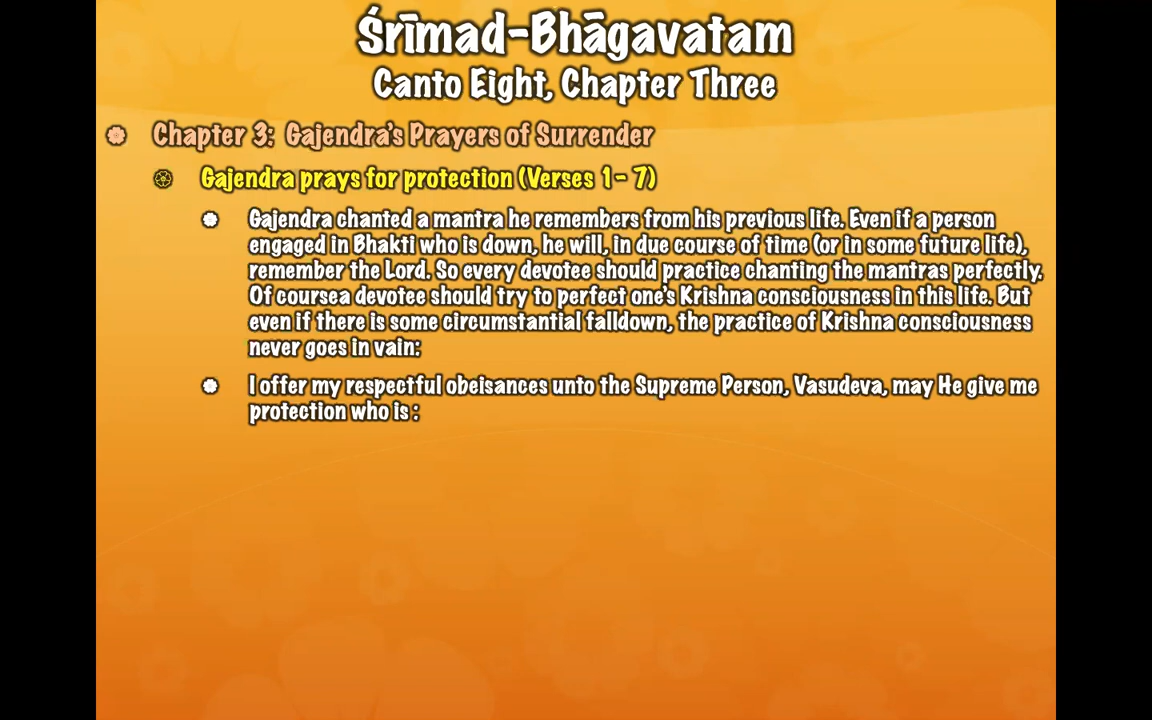 Śrīmad-Bhāgavatam
Canto Eight, Chapter Three
Chapter 3: Gajendra's Prayers of Surrender
Gajendra prays for protection (Verses 1- 7)
Gajendra chanted a mantra he remembers from his previous life. Even if a person
engaged in Bhakti who is down, he will, in due course of time (or in some future life),
remember the Lord. So every devotee should practice chanting the mantras perfectly.
Of coursea devotee should try to perfect one's Krishna consciousness in this life. But
even if there is some circumstantial falldown, the practice of Krishna consciousness
never goes in vain:
I offer my respectful obeisances unto the Supreme Person, Vasudeva, may He give me
protection who is :